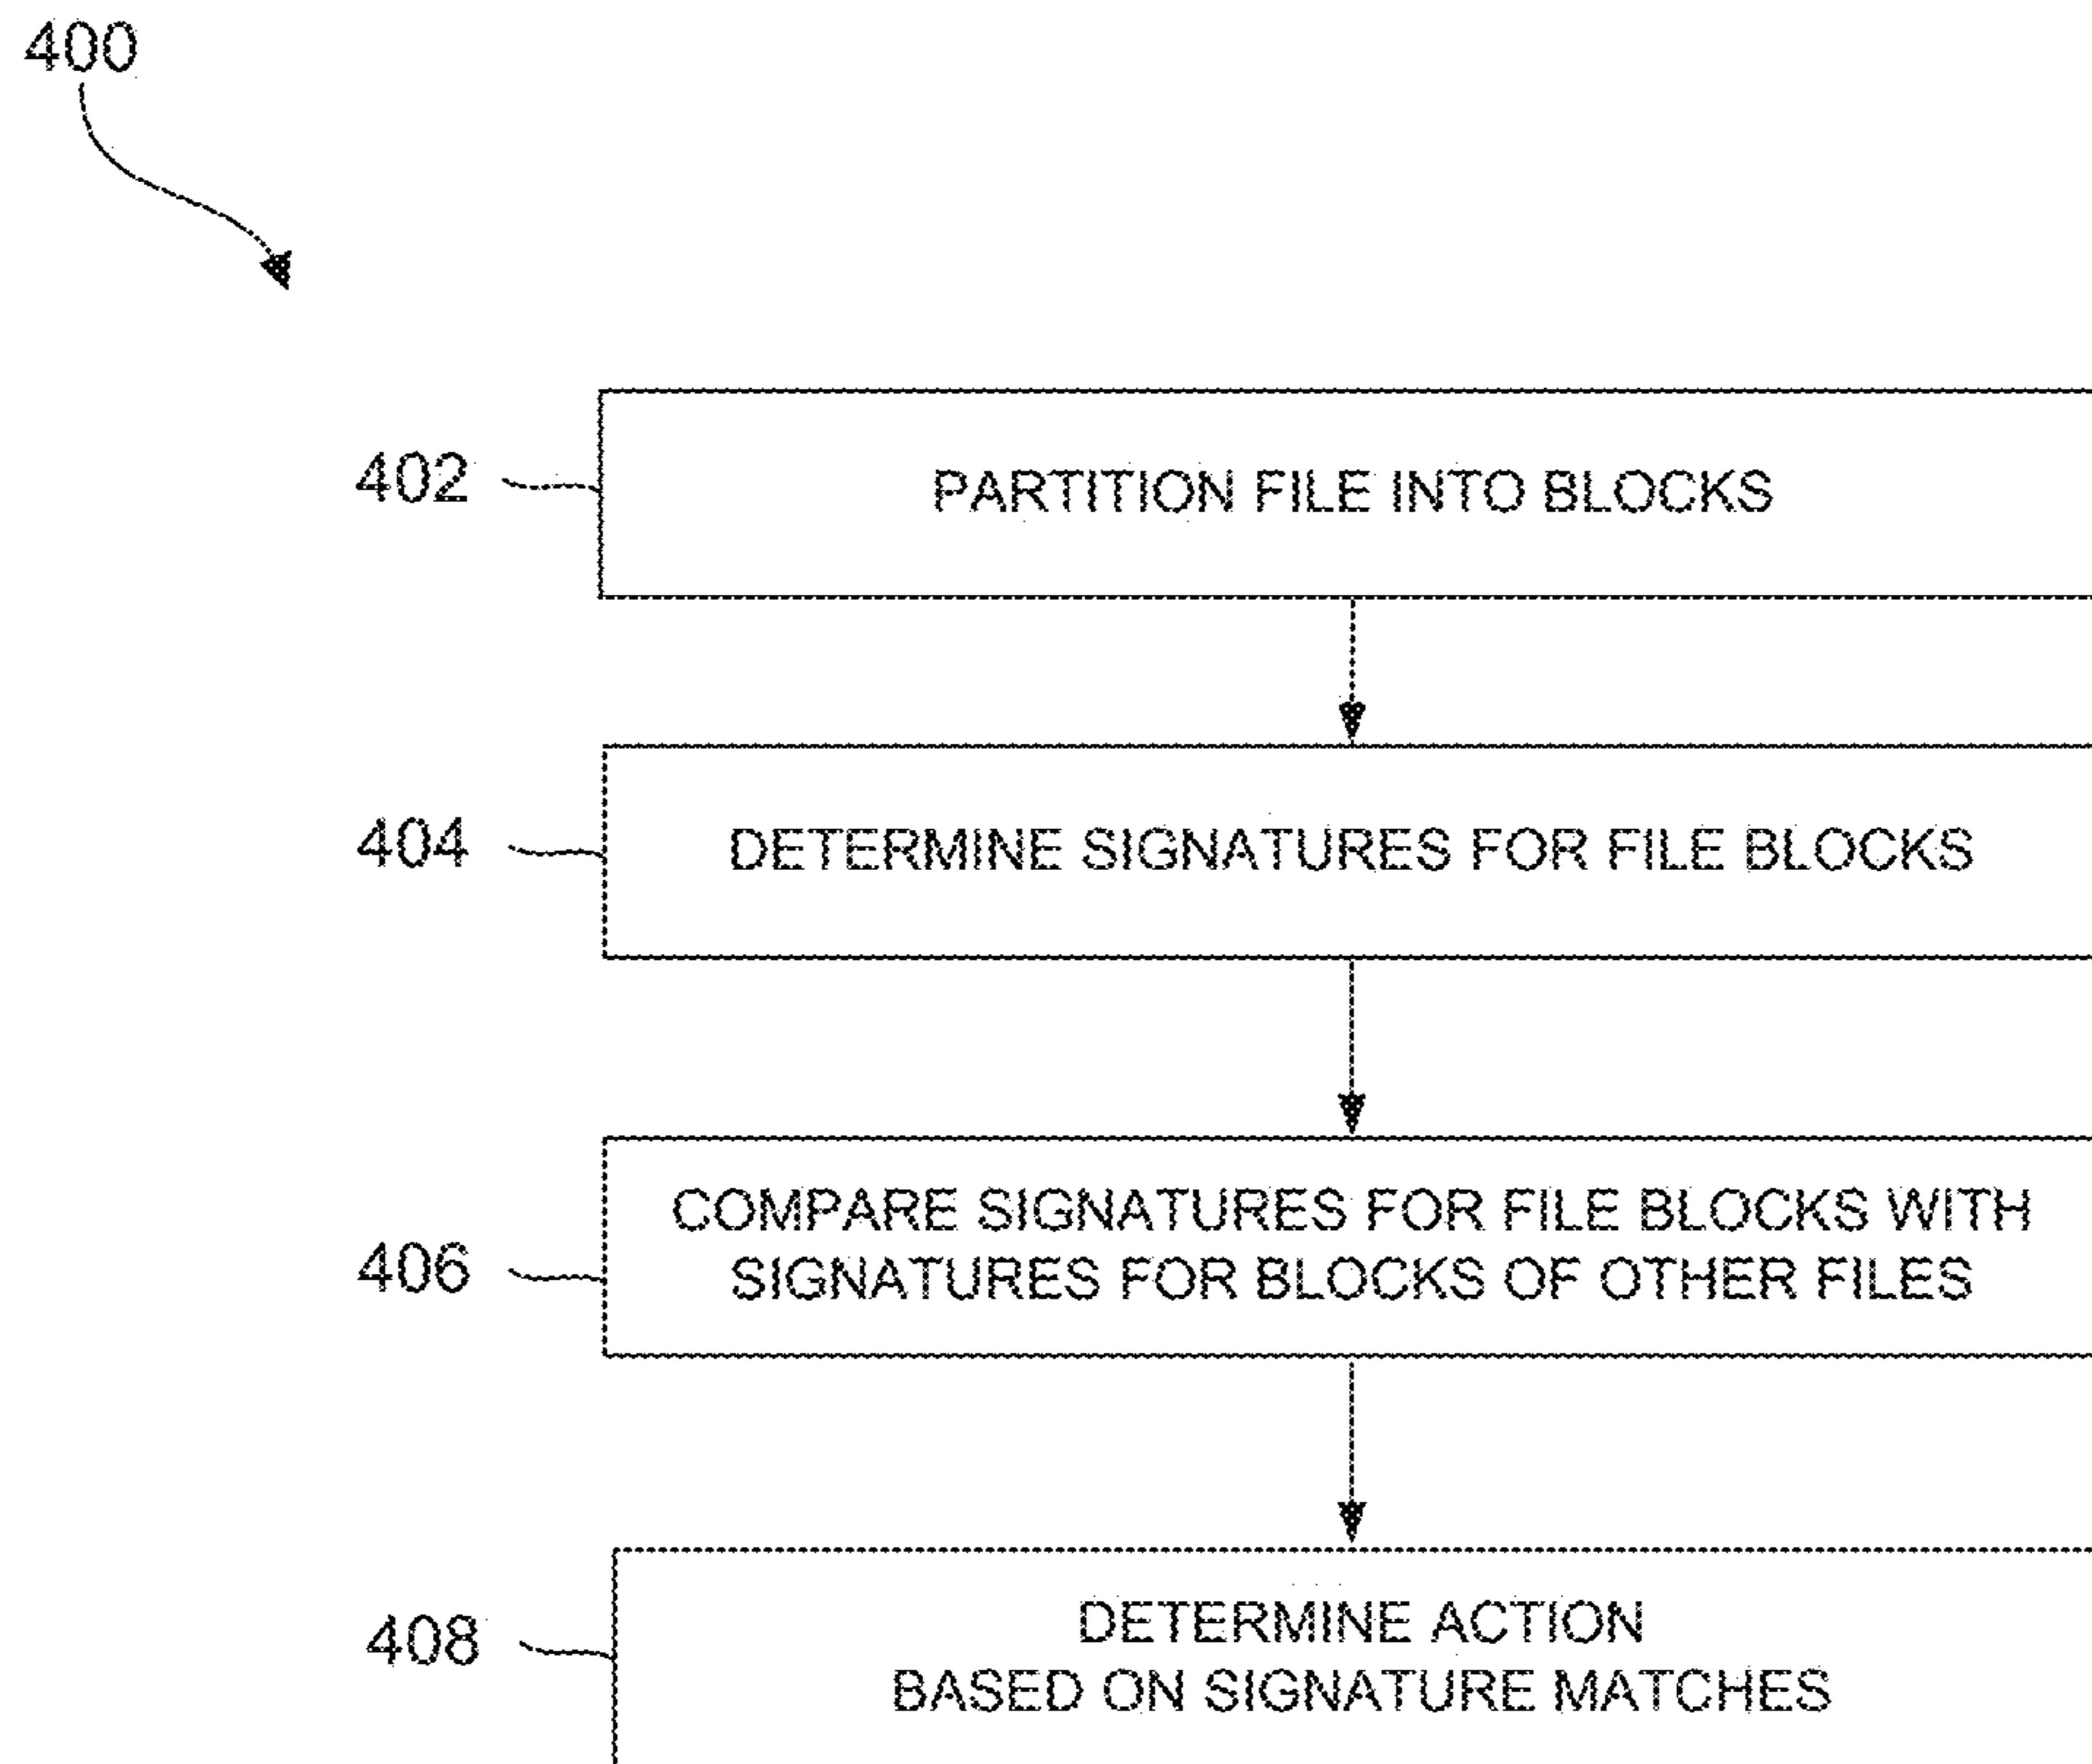 400
402
PARTITION FILE INTO BLOCKS
404
DETERMINE SIGNATURES FOR FILE BLOCKS
COMPARE SIGNATURES FOR FILE BLOCKS WITH
406
SIGNATURES FOR BLOCKS OF OTHER FILES
DETERMINE ACTION
408
BASED ON SIGNATURE MATCHES